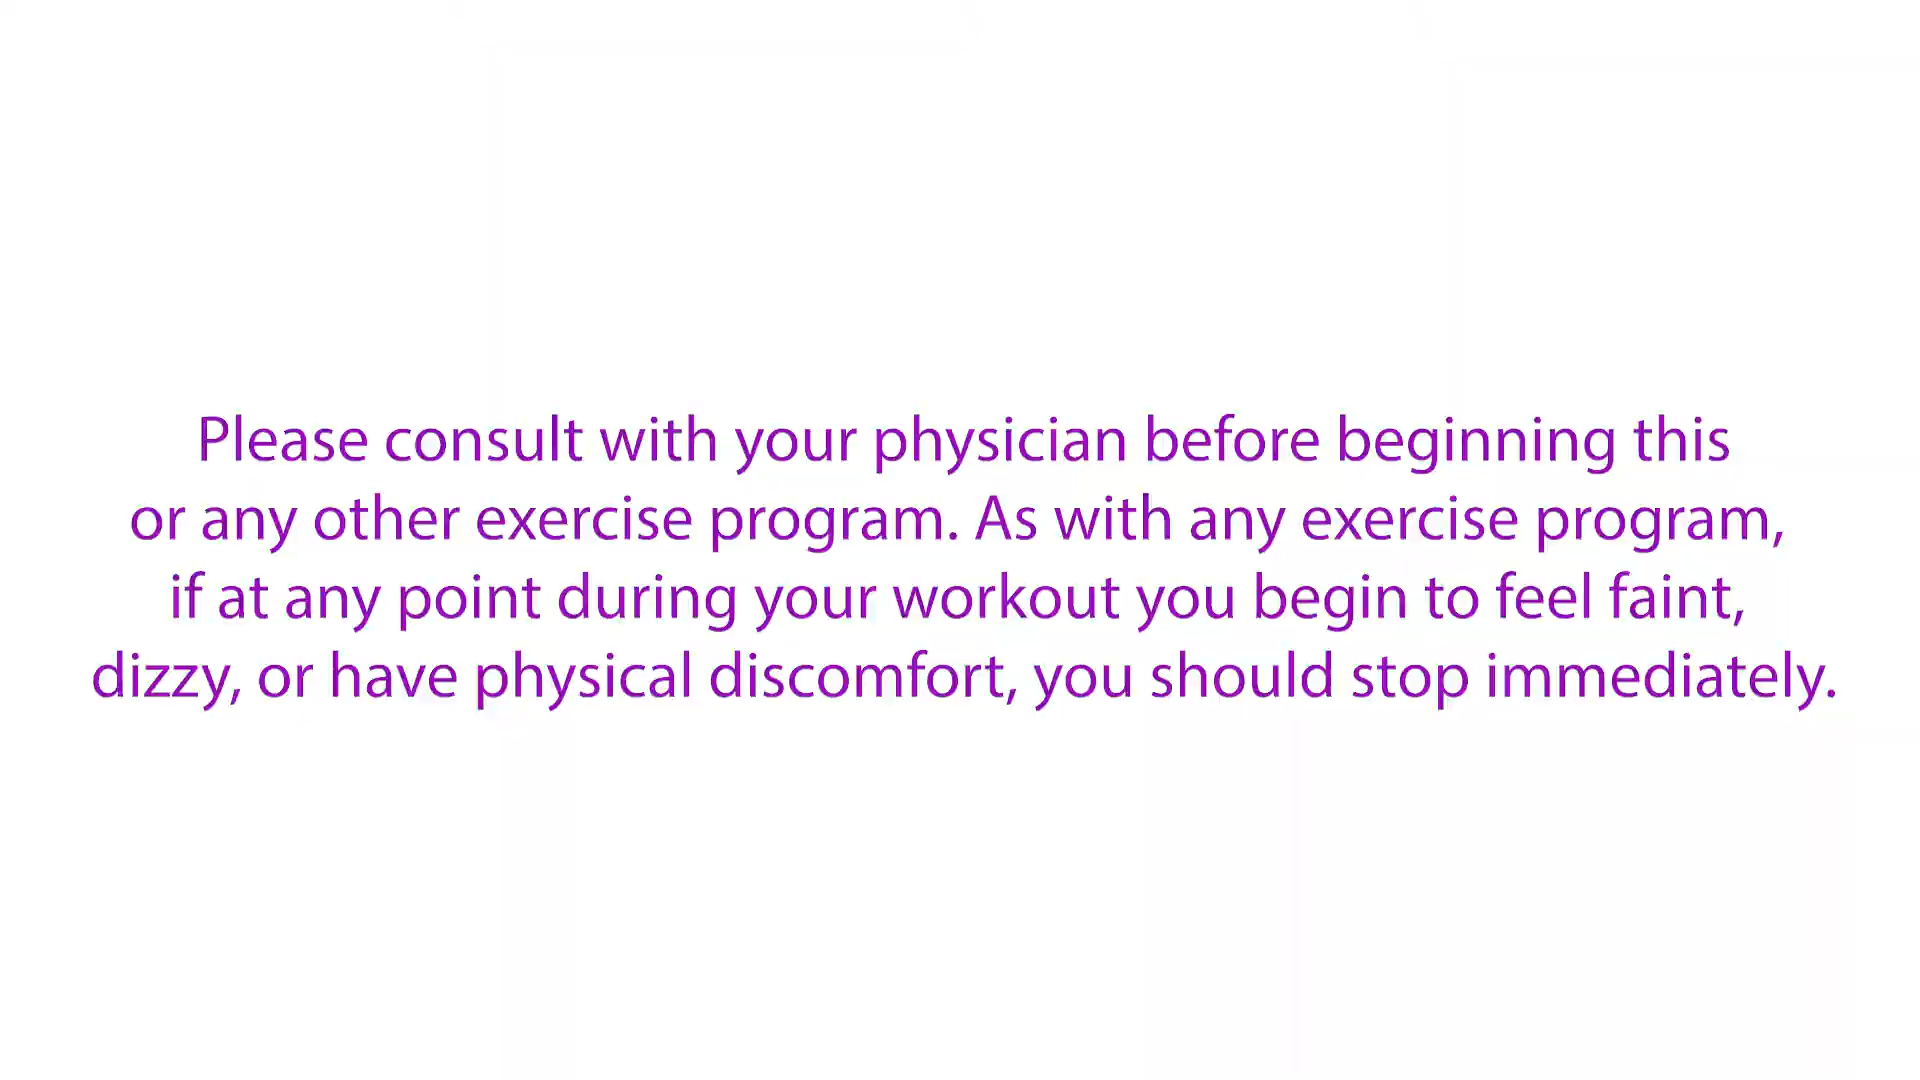 Please consult with your physician before beginning this
or any other exercise program. As with any exercise program,
if at any point during your workout you begin to feel faint,
dizzy, or have physical discomfort, you should stop immediately.